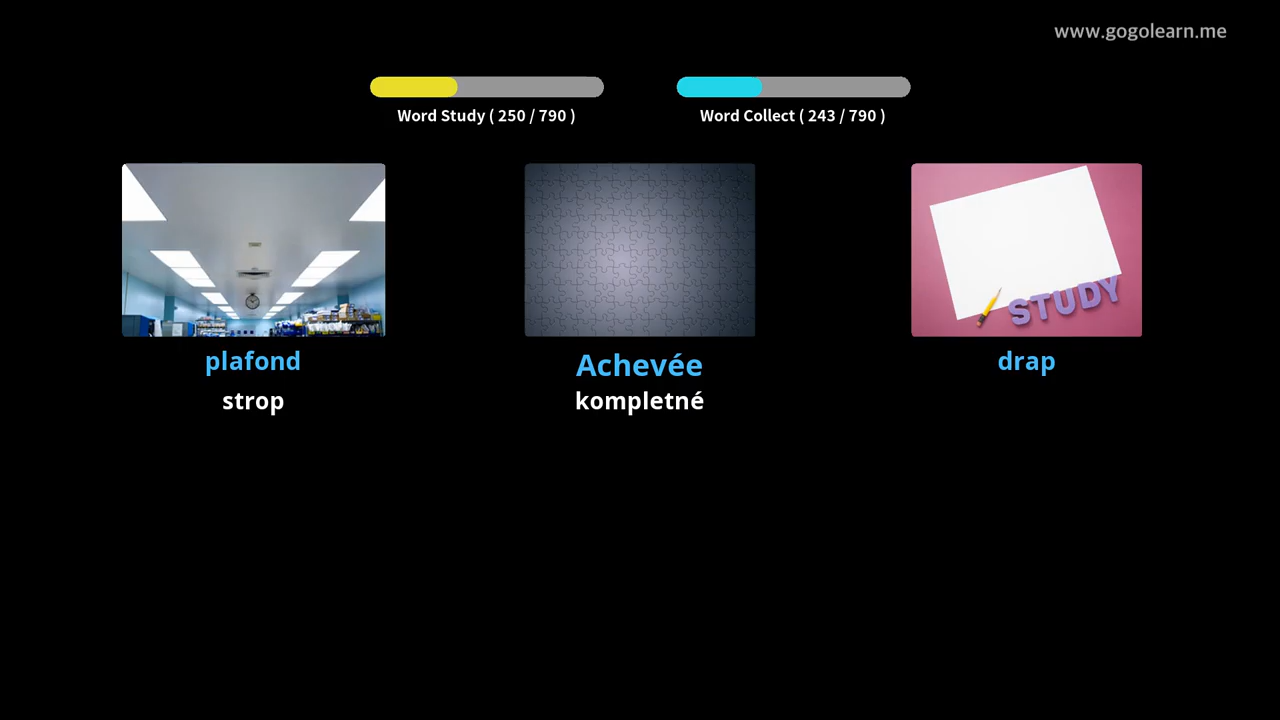 www.gogolearn.me
Word Study ( 250 / 790 )
Word Collect ( 243 / 790 )
STUDY
plafond
Achevée
drap
strop
kompletné